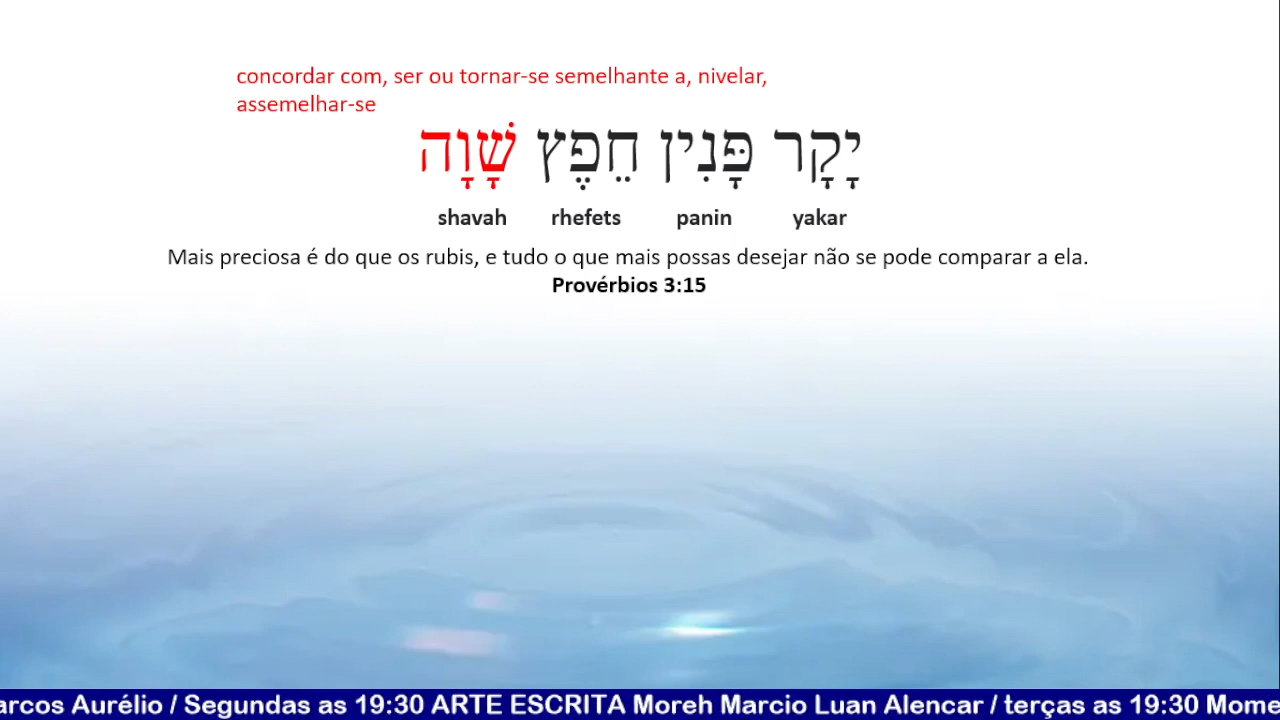 concordar com, ser ou tornar-se semelhante a, nivelar,
assemelhar-se
יָקָר פָּנִין חֵפֶץ שָׁוָה
shavah rhefets panin yakar
Mais preciosa é do que os rubis, e tudo o que mais possas desejar não se pode comparar a ela.
Provérbios 3:15
arcos Aurélio / Segundas as 19:30 ARTE ESCRITA Moreh Marcio Luan Alencar / terças as 19:30 Mome